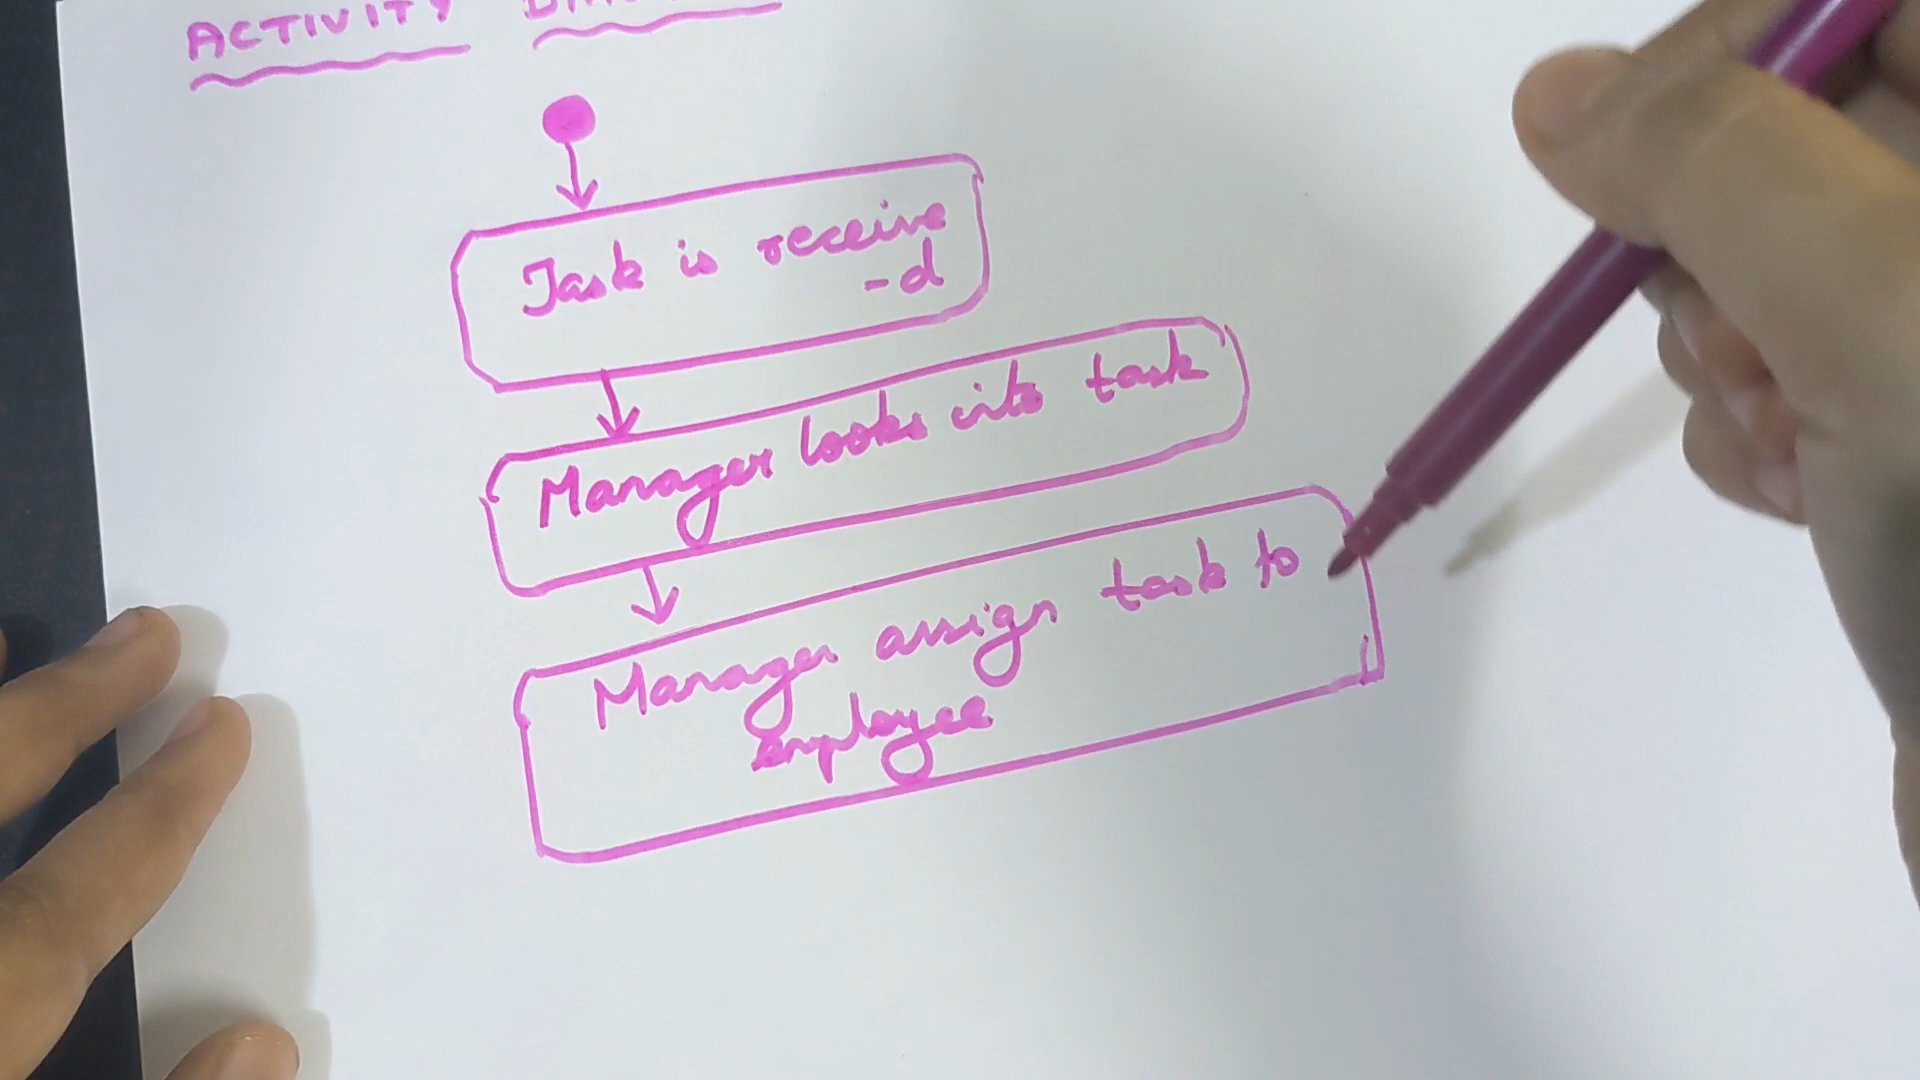 ACTIVITY
Task is receive
-d
Manager looks into task
Manager assign task to
employee